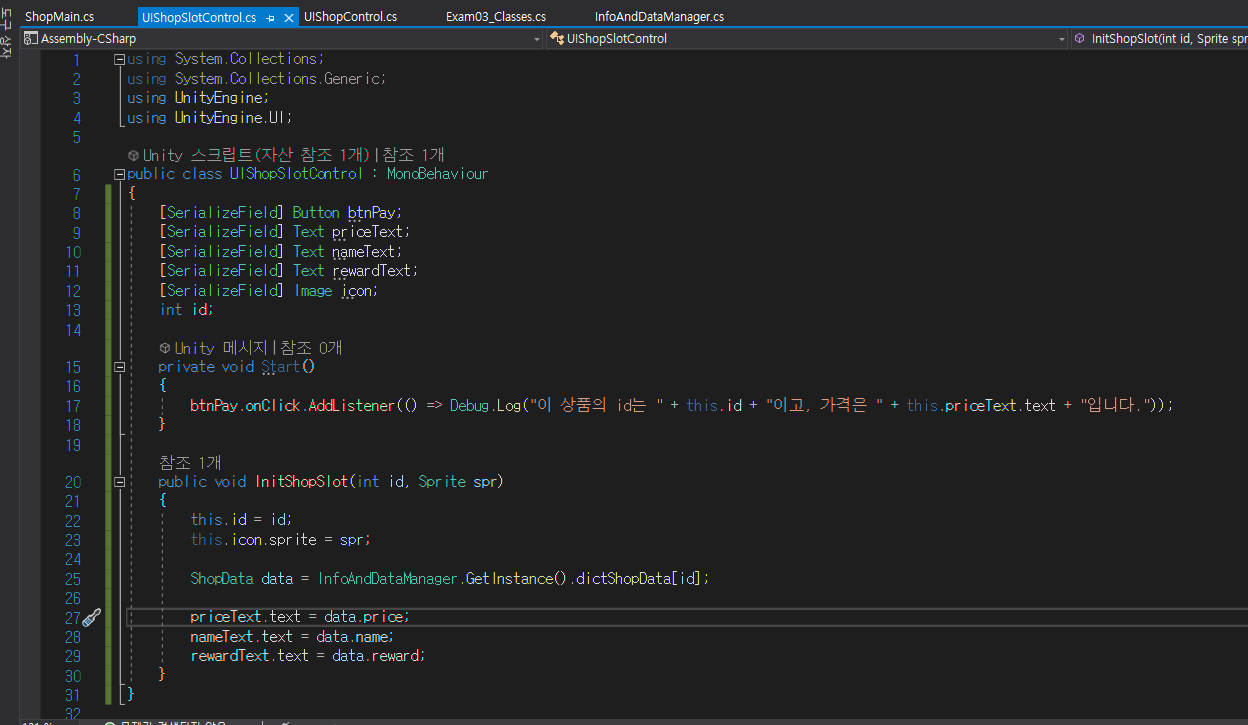 도구 상자
ShopMain.cs UIShopSlotControl.cs UIShopControl.cs Exam03_Classes.cs InfoAndDataManager.cs
Assembly-CSharp UIShopSlotControl InitShopSlot(int id, Sprite spr
1 using System.Collections;
2 using System.Collections.Generic;
3 using UnityEngine;
4 using UnityEngine.UI;
5
Unity 스크립트(자산 참조 1개)|참조 1개
6 public class UIShopSlotControl : MonoBehaviour
7 {
8 [SerializeField] Button btnPay;
9 [SerializeField] Text priceText;
10 [SerializeField] Text nameText;
11 [SerializeField] Text rewardText;
12 [SerializeField] Image icon;
13 int id;
14
Unity 메시지|참조 0개
15 private void Start()
16 {
17 btnPay.onClick.AddListener(() => Debug.Log("이 상품의 id는 " + this.id + "이고, 가격은 " + this.priceText.text + "입니다."));
18 }
19
참조 1개
20 public void InitShopSlot(int id, Sprite spr)
21 {
22 this.id = id;
23 this.icon.sprite = spr;
24
25 ShopData data = InfoAndDataManager.GetInstance().dictShopData[id];
26
27 priceText.text = data.price;
28 nameText.text = data.name;
29 rewardText.text = data.reward;
30 }
31 }
32